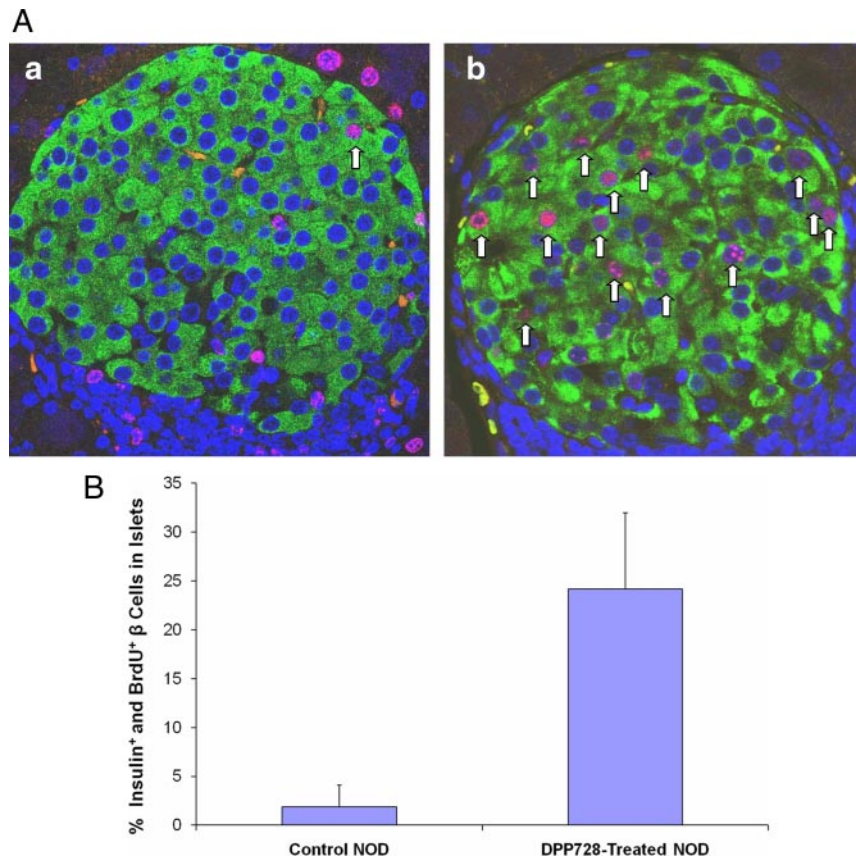 A
a
b
B
% Insulin⁺ and BrdU⁺ β Cells in Islets
35
30
25
20
15
10
5
0
Control NOD
DPP728-Treated NOD